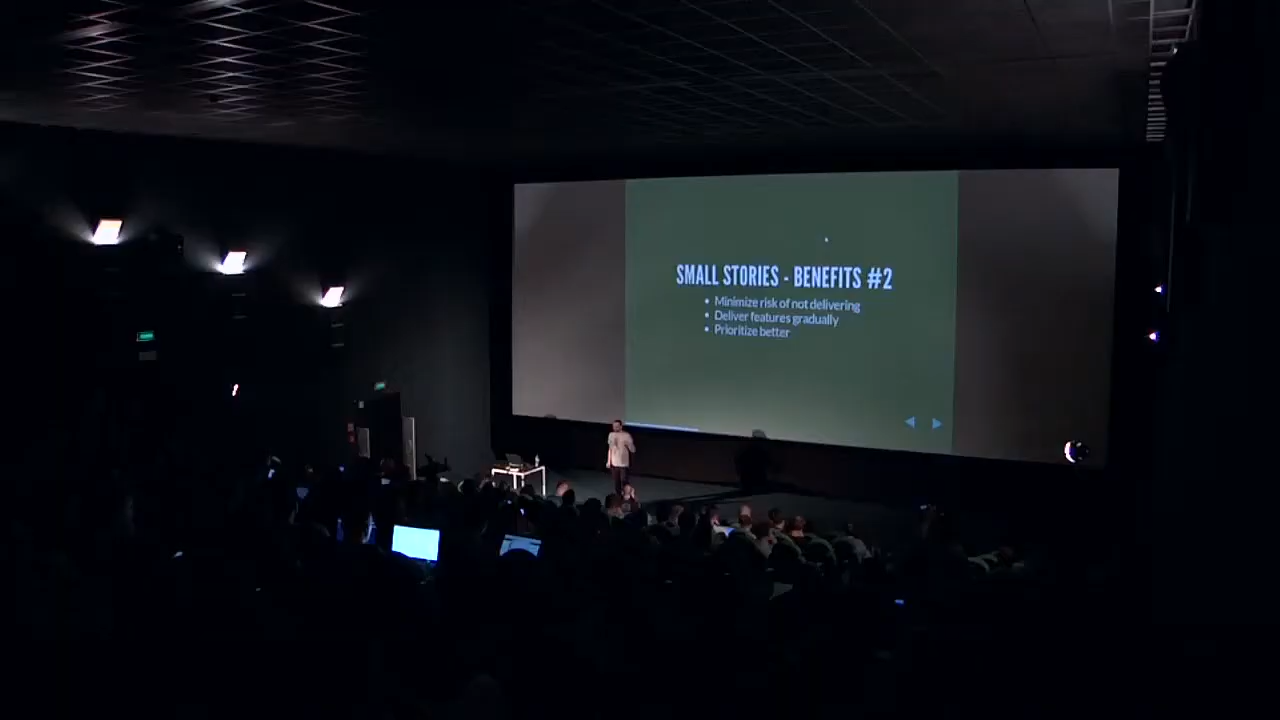 SMALL STORIES - BENEFITS #2
Minimize risk of not delivering
Deliver features gradually
Prioritize better